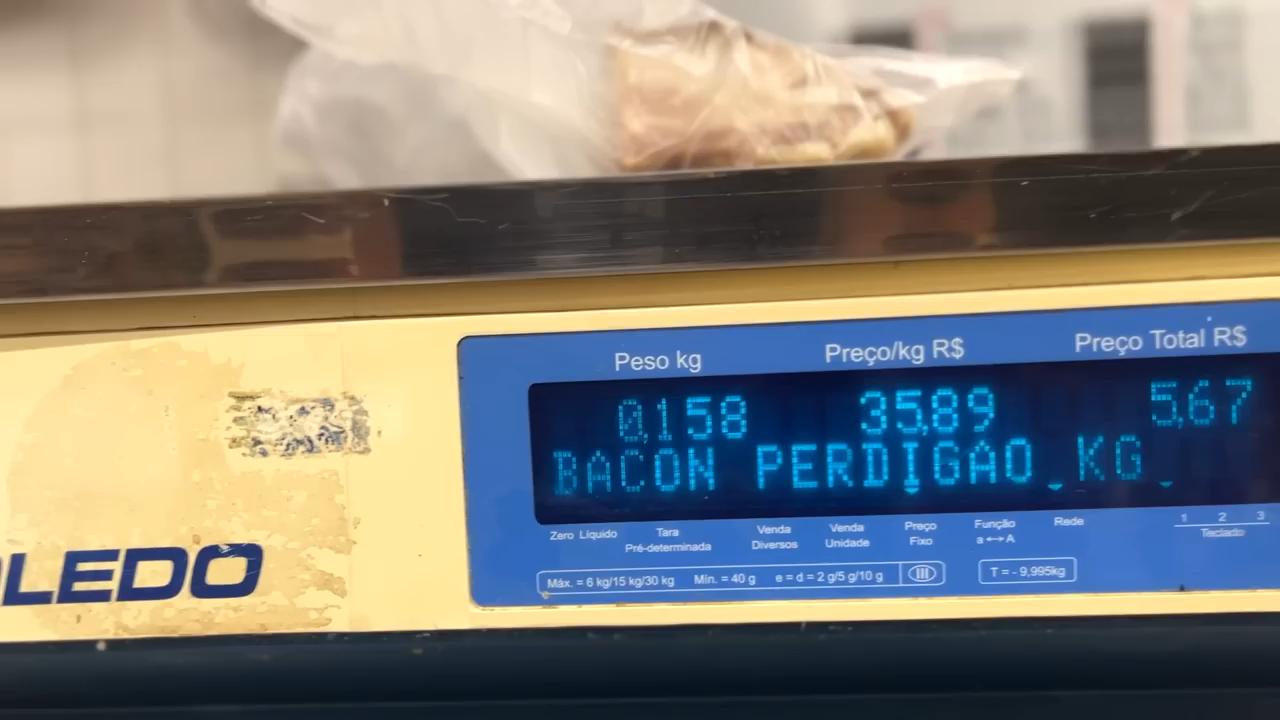 Peso kg Preço/kg R$ Preço Total R$
0,158 35,89 5,67
BACON PERDIGAO KG
Zero Líquido Tara Pré-determinada Venda Diversos Venda Unidade Preço Fixo Função a↔A Rede 1 2 3 Teclado
Máx. = 6 kg/15 kg/30 kg Mín. = 40 g e = d = 2 g/5 g/10 g III T = - 9,995kg
OLEDO